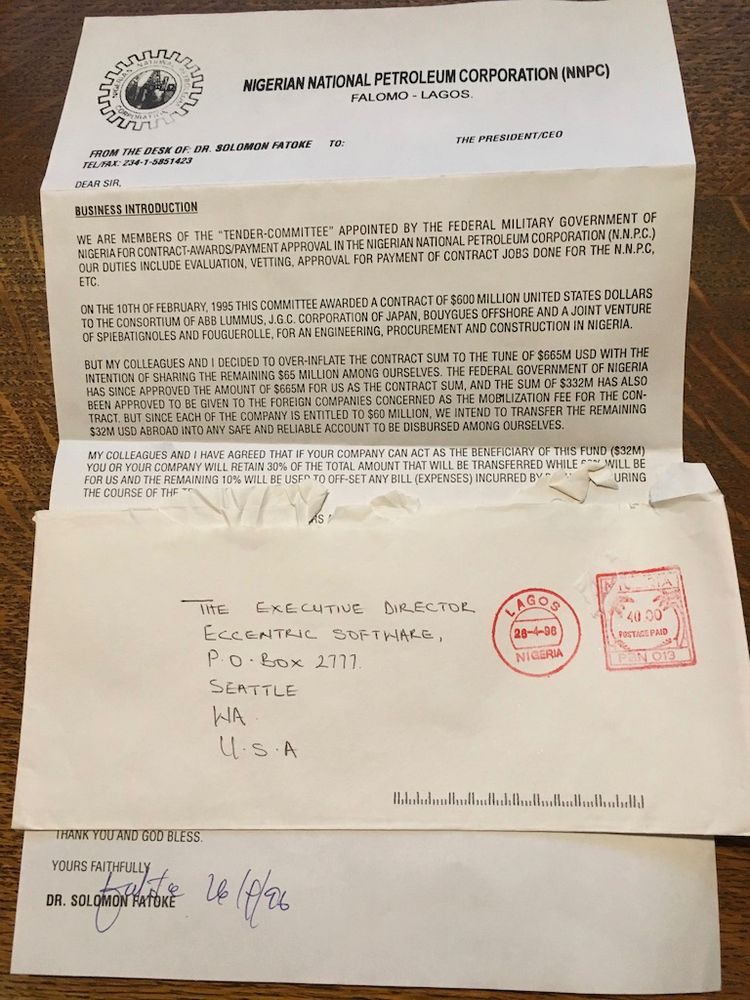 NIGERIAN NATIONAL PETROLEUM CORPORATION
NIGERIAN NATIONAL PETROLEUM CORPORATION (NNPC)
FALOMO - LAGOS.
FROM THE DESK OF: DR. SOLOMON FATOKE TO: THE PRESIDENT/CEO
TEL/FAX: 234-1-5851423
DEAR SIR,
BUSINESS INTRODUCTION
WE ARE MEMBERS OF THE "TENDER-COMMITTEE" APPOINTED BY THE FEDERAL MILITARY GOVERNMENT OF
NIGERIA FOR CONTRACT-AWARDS/PAYMENT APPROVAL IN THE NIGERIAN NATIONAL PETROLEUM CORPORATION (N.N.P.C.)
OUR DUTIES INCLUDE EVALUATION, VETTING, APPROVAL FOR PAYMENT OF CONTRACT JOBS DONE FOR THE N.N.P.C,
ETC.
ON THE 10TH OF FEBRUARY, 1995 THIS COMMITTEE AWARDED A CONTRACT OF $600 MILLION UNITED STATES DOLLARS
TO THE CONSORTIUM OF ABB LUMMUS, J.G.C. CORPORATION OF JAPAN, BOUYGUES OFFSHORE AND A JOINT VENTURE
OF SPIEBATIGNOLES AND FOUGUEROLLE, FOR AN ENGINEERING, PROCUREMENT AND CONSTRUCTION IN NIGERIA.
BUT MY COLLEAGUES AND I DECIDED TO OVER-INFLATE THE CONTRACT SUM TO THE TUNE OF $665M USD WITH THE
INTENTION OF SHARING THE REMAINING $65 MILLION AMONG OURSELVES. THE FEDERAL GOVERNMENT OF NIGERIA
HAS SINCE APPROVED THE AMOUNT OF $665M FOR US AS THE CONTRACT SUM, AND THE SUM OF $332M HAS ALSO
BEEN APPROVED TO BE GIVEN TO THE FOREIGN COMPANIES CONCERNED AS THE MOBILIZATION FEE FOR THE CON-
TRACT. BUT SINCE EACH OF THE COMPANY IS ENTITLED TO $60 MILLION, WE INTEND TO TRANSFER THE REMAINING
$32M USD ABROAD INTO ANY SAFE AND RELIABLE ACCOUNT TO BE DISBURSED AMONG OURSELVES.
MY COLLEAGUES AND I HAVE AGREED THAT IF YOUR COMPANY CAN ACT AS THE BENEFICIARY OF THIS FUND ($32M)
YOU OR YOUR COMPANY WILL RETAIN 30% OF THE TOTAL AMOUNT THAT WILL BE TRANSFERRED WHILE WILL BE
FOR US AND THE REMAINING 10% WILL BE USED TO OFF-SET ANY BILL (EXPENSES) INCURRED BY
THE COURSE OF THE
THE EXECUTIVE DIRECTOR
ECCENTRIC SOFTWARE,
P.O. BOX 2777.
SEATTLE
WA.
U.S.A
LAGOS
26-4-96
NIGERIA
NIGERIA
40.00
POSTAGE PAID
PBN 013
THANK YOU AND GOD BLESS.
YOURS FAITHFULLY
DR. SOLOMON FATOKE